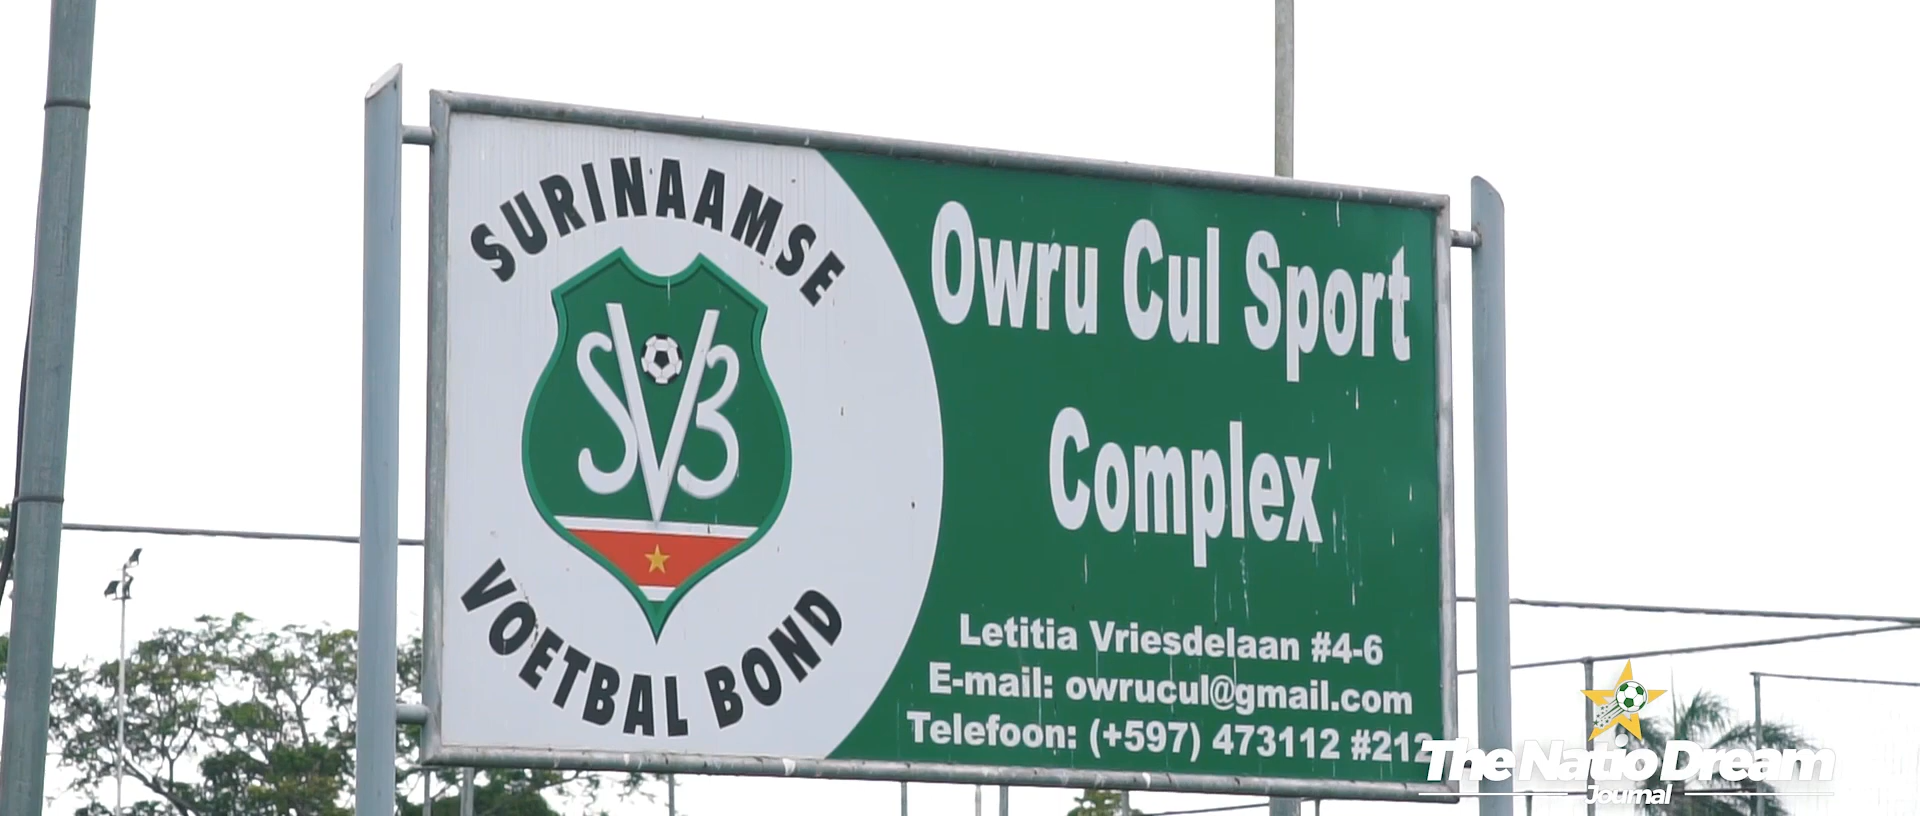 SURINAAMSE
SVB
VOETBAL BOND
Owru Cul Sport
Complex
Letitia Vriesdelaan #4-6
E-mail: owrucul@gmail.com
Telefoon: (+597) 473112 #212
The Natio Dream
Journal